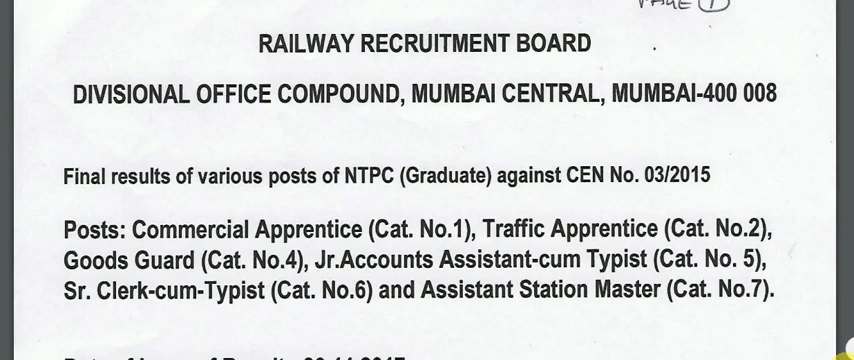 PAGE 1
RAILWAY RECRUITMENT BOARD
DIVISIONAL OFFICE COMPOUND, MUMBAI CENTRAL, MUMBAI-400 008
Final results of various posts of NTPC (Graduate) against CEN No. 03/2015
Posts: Commercial Apprentice (Cat. No.1), Traffic Apprentice (Cat. No.2),
Goods Guard (Cat. No.4), Jr.Accounts Assistant-cum Typist (Cat. No. 5),
Sr. Clerk-cum-Typist (Cat. No.6) and Assistant Station Master (Cat. No.7).